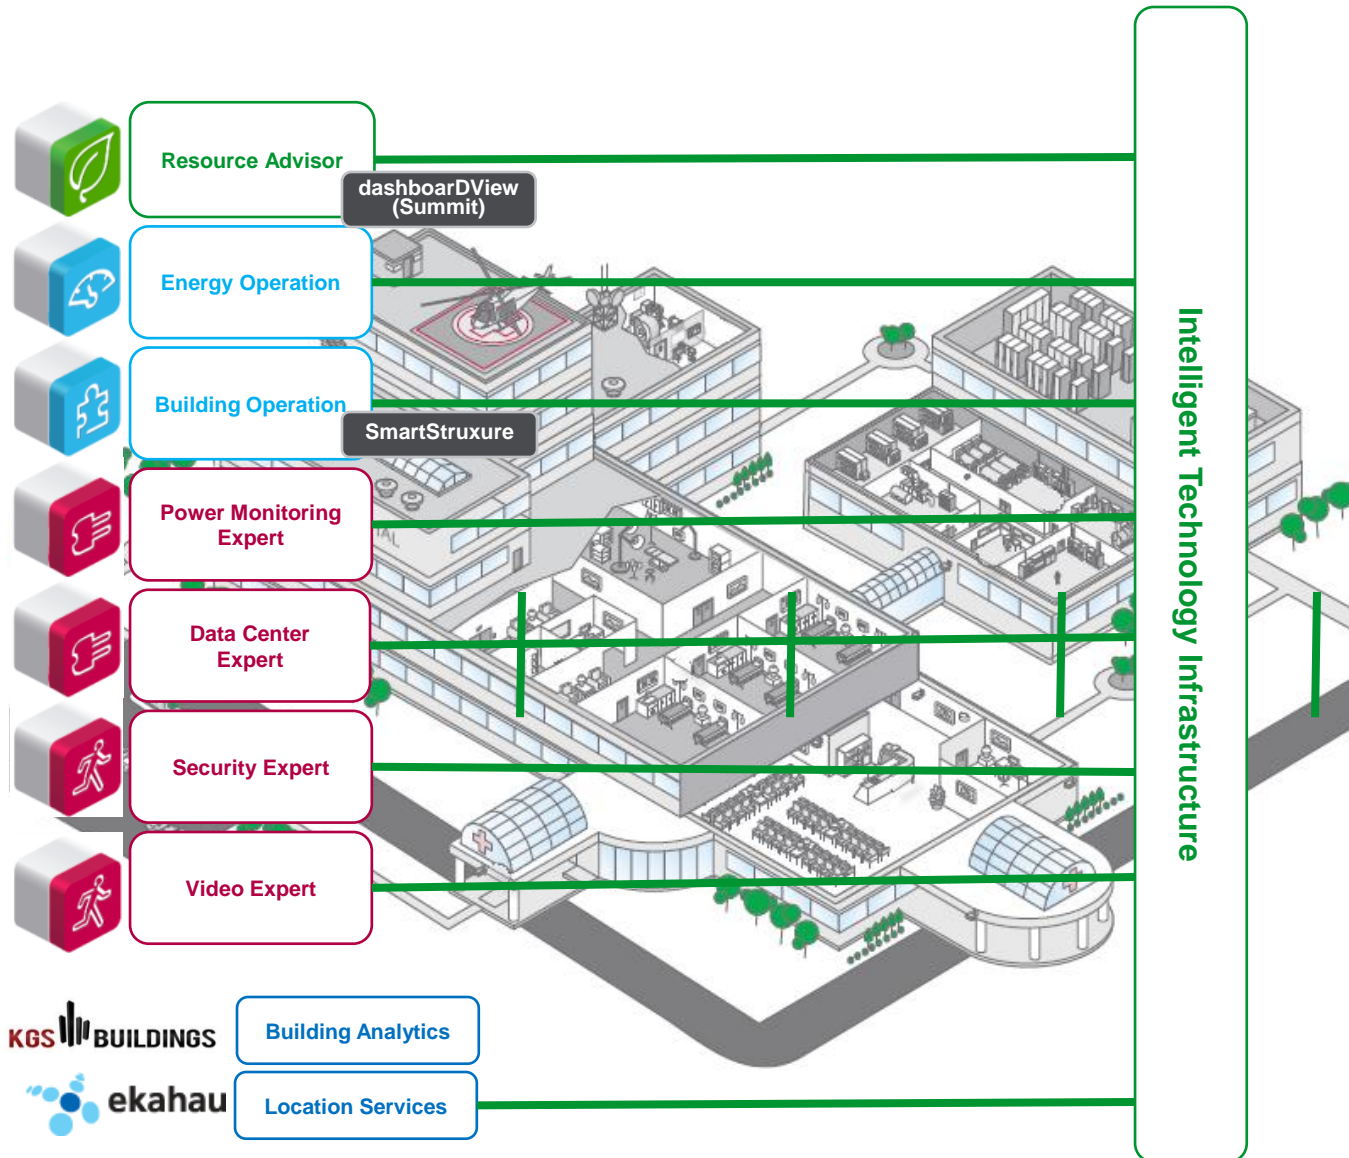 Resource Advisor
dashboarDView
(Summit)
Energy Operation
Building Operation
SmartStruxure
Power Monitoring
Expert
Data Center
Expert
Security Expert
Video Expert
KGS BUILDINGS
Building Analytics
ekahau
Location Services
Intelligent Technology Infrastructure